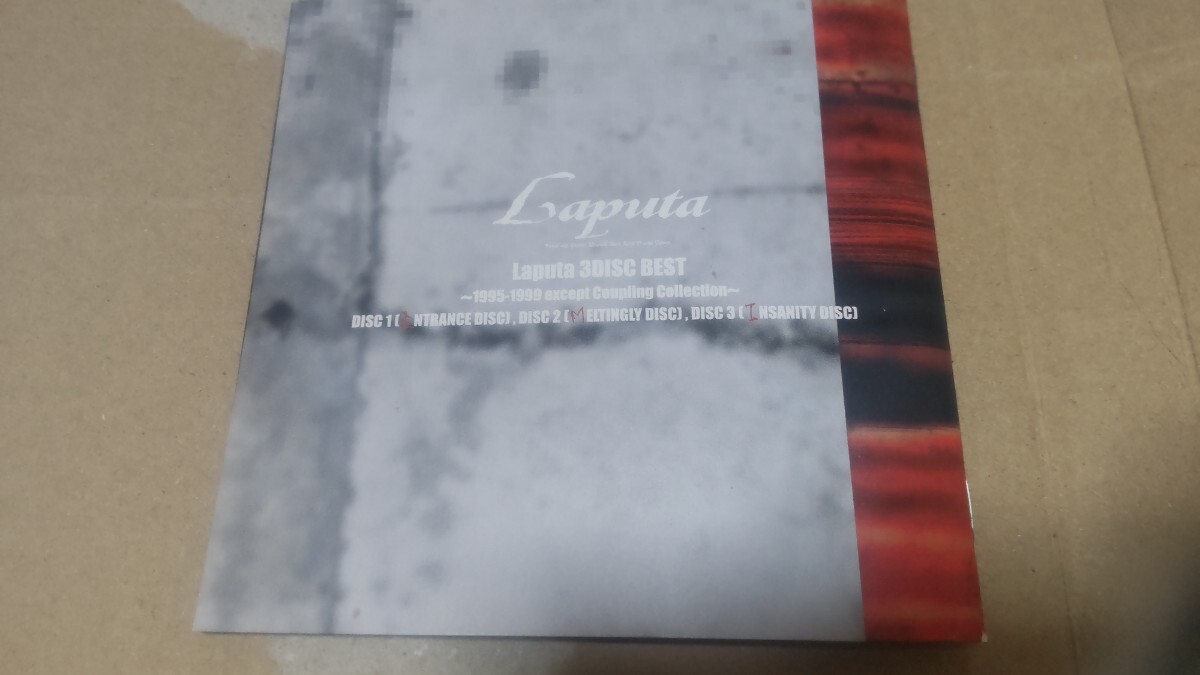 Laputa
Laputa 3DISC BEST
~1995-1999 except Coupling Collection~
DISC 1 (ENTRANCE DISC) , DISC 2 (MELTINGLY DISC) , DISC 3 (INSANITY DISC)